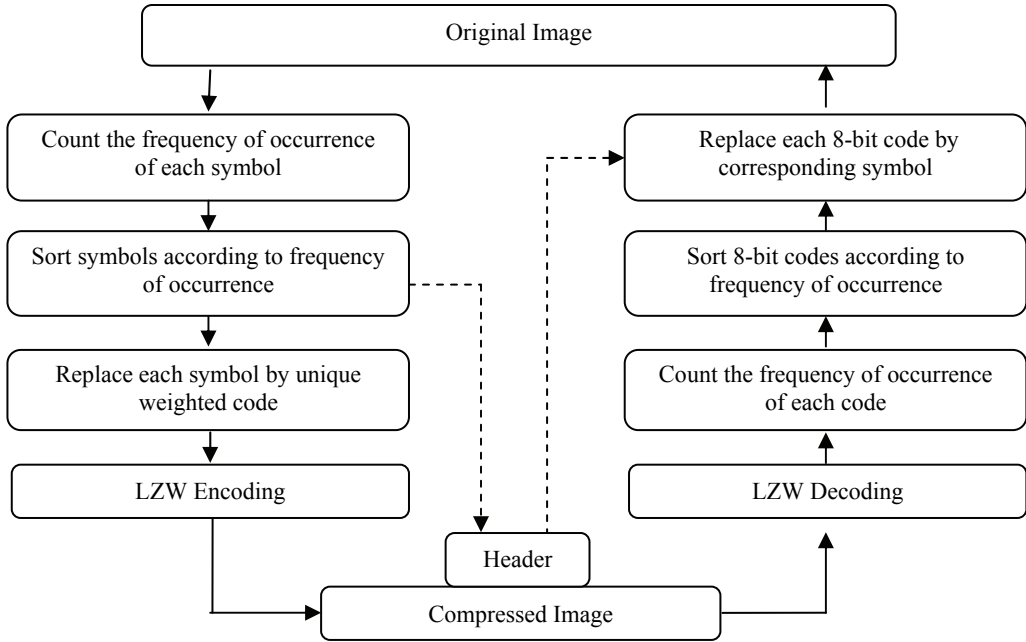 Original Image
Count the frequency of occurrence
of each symbol
Sort symbols according to frequency
of occurrence
Replace each symbol by unique
weighted code
LZW Encoding
Replace each 8-bit code by
corresponding symbol
Sort 8-bit codes according to
frequency of occurrence
Count the frequency of occurrence
of each code
LZW Decoding
Header
Compressed Image